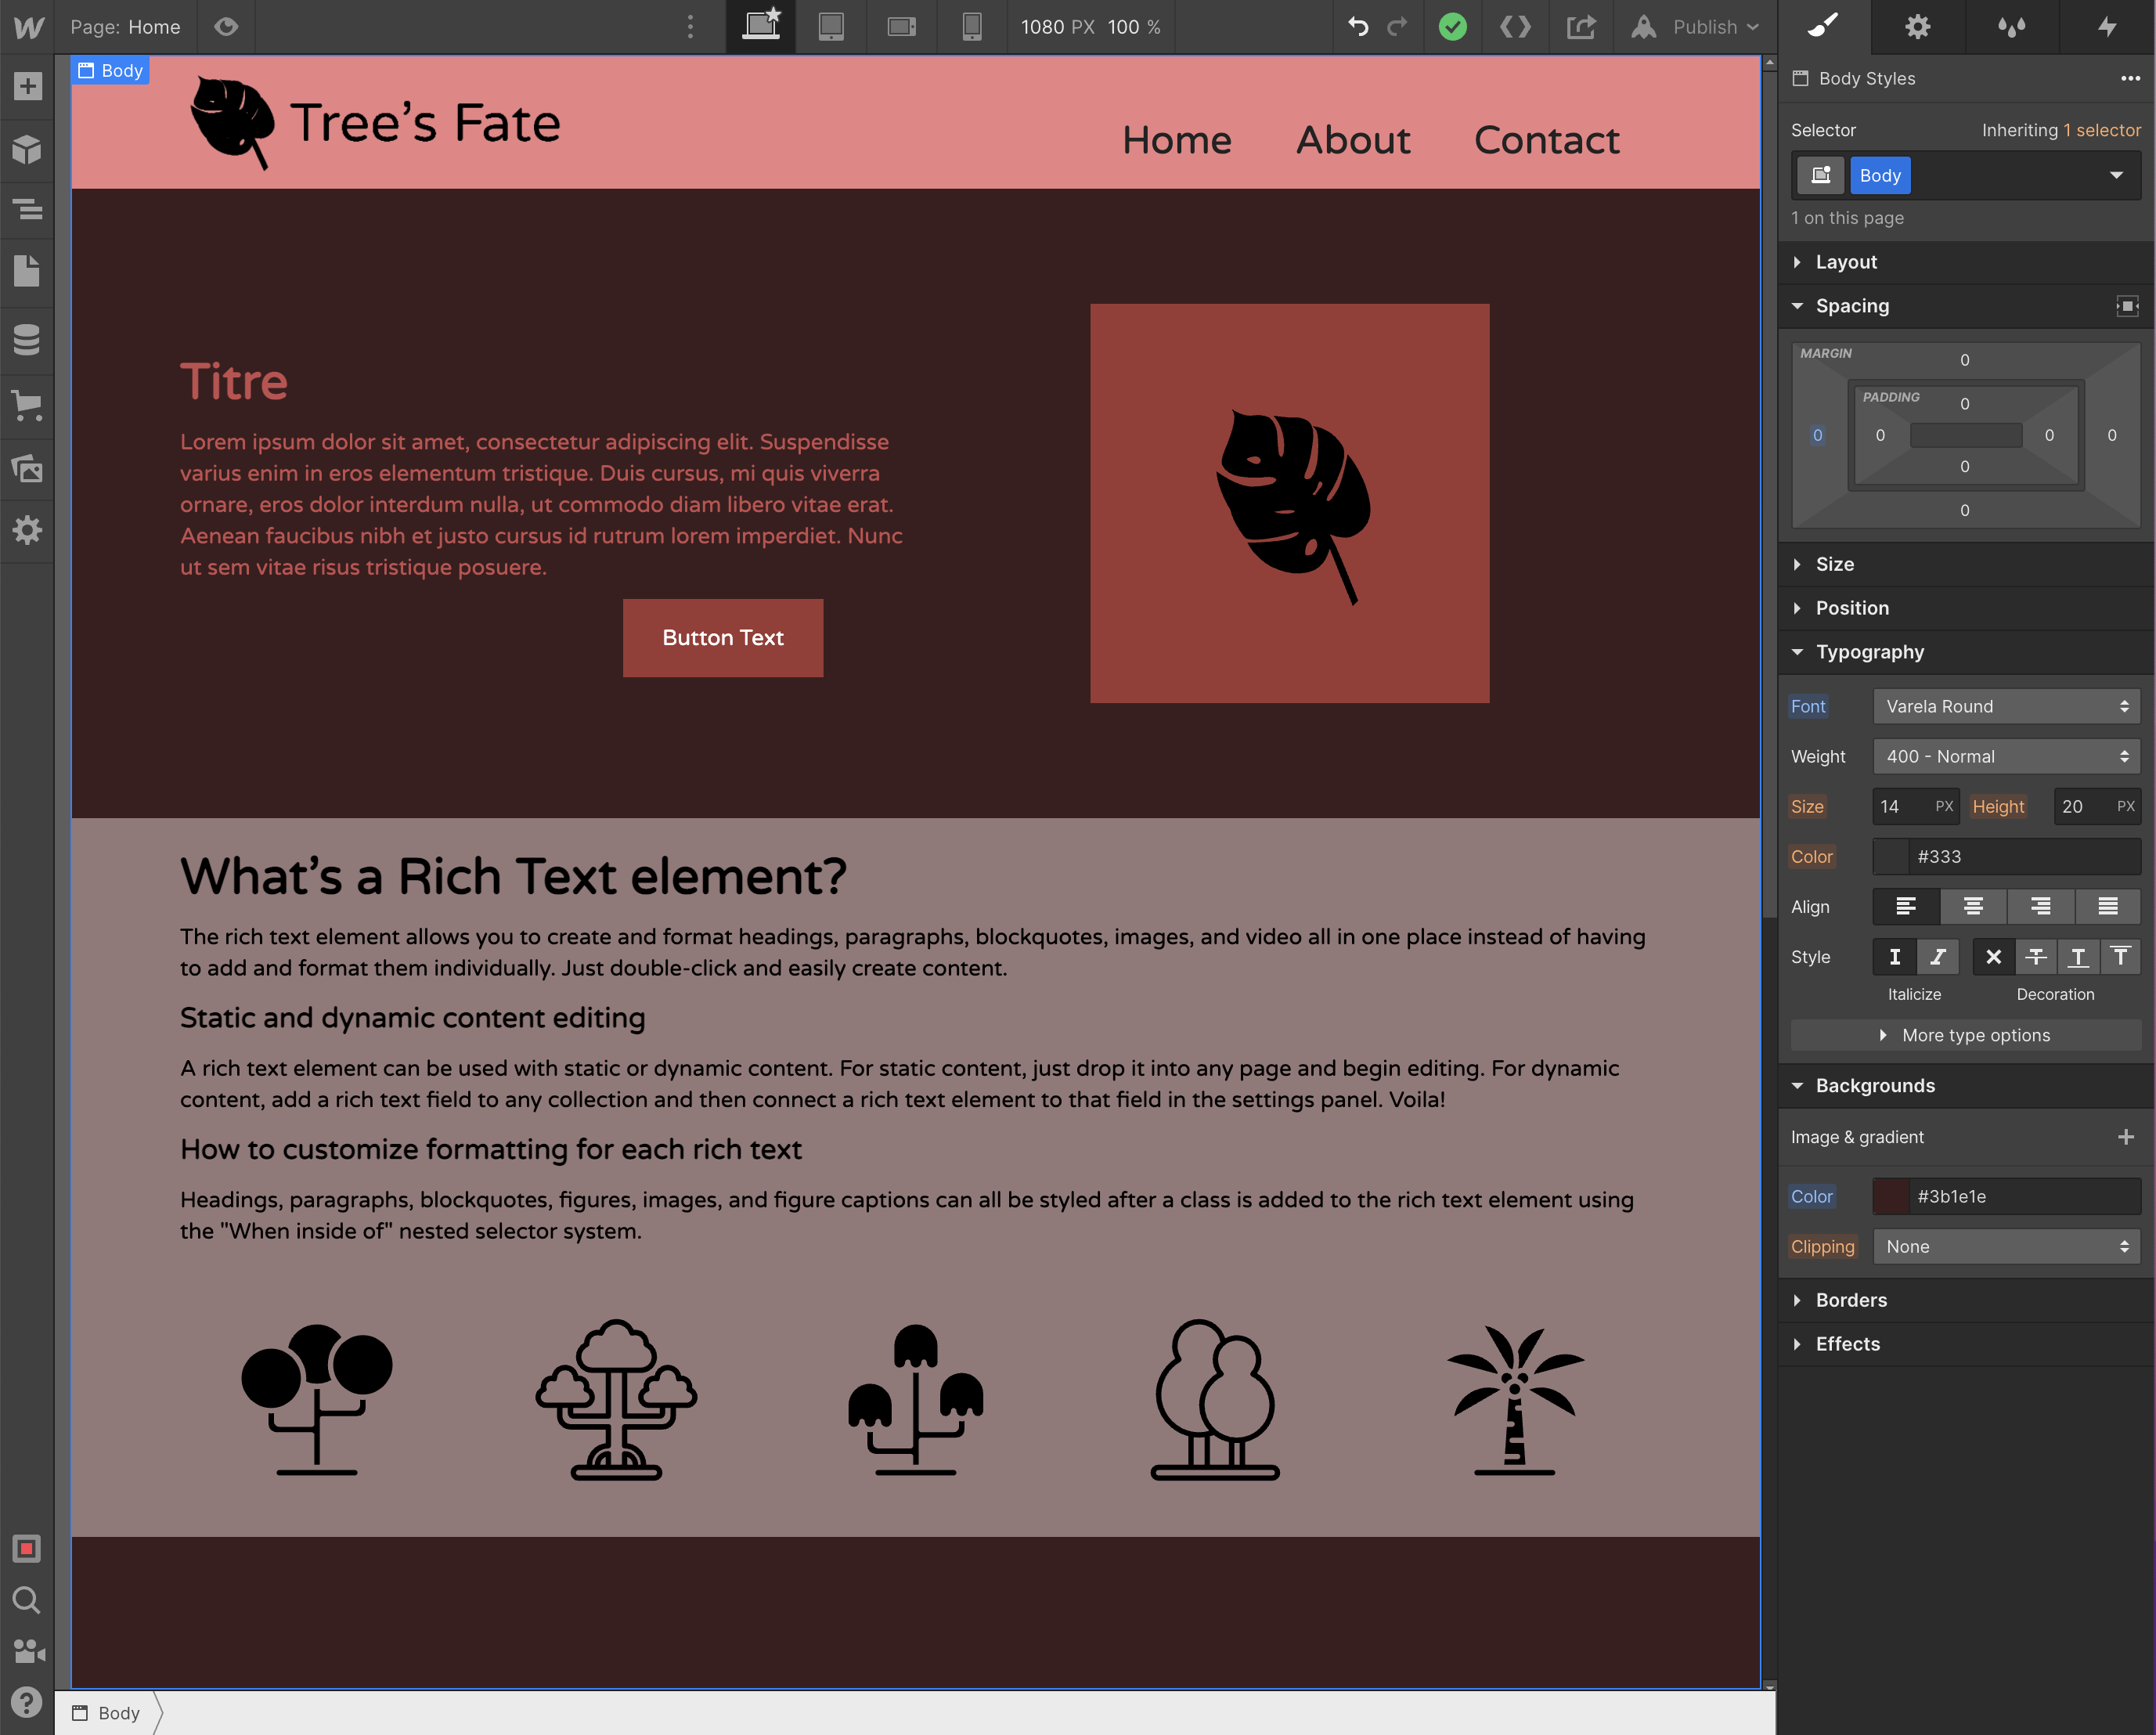 Page: Home
1080 PX 100 %
Publish
Body
Tree's Fate
Home About Contact
Titre
Lorem ipsum dolor sit amet, consectetur adipiscing elit. Suspendisse
varius enim in eros elementum tristique. Duis cursus, mi quis viverra
ornare, eros dolor interdum nulla, ut commodo diam libero vitae erat.
Aenean faucibus nibh et justo cursus id rutrum lorem imperdiet. Nunc
ut sem vitae risus tristique posuere.
Button Text
What's a Rich Text element?
The rich text element allows you to create and format headings, paragraphs, blockquotes, images, and video all in one place instead of having
to add and format them individually. Just double-click and easily create content.
Static and dynamic content editing
A rich text element can be used with static or dynamic content. For static content, just drop it into any page and begin editing. For dynamic
content, add a rich text field to any collection and then connect a rich text element to that field in the settings panel. Voila!
How to customize formatting for each rich text
Headings, paragraphs, blockquotes, figures, images, and figure captions can all be styled after a class is added to the rich text element using
the "When inside of" nested selector system.
Body
Body Styles
Selector Inheriting 1 selector
Body
1 on this page
Layout
Spacing
MARGIN
0
PADDING
0
0 0 0 0
0
0
Size
Position
Typography
Font Varela Round
Weight 400 - Normal
Size 14 PX Height 20 PX
Color #333
Align
Style
Italicize Decoration
More type options
Backgrounds
Image & gradient
Color #3b1e1e
Clipping None
Borders
Effects